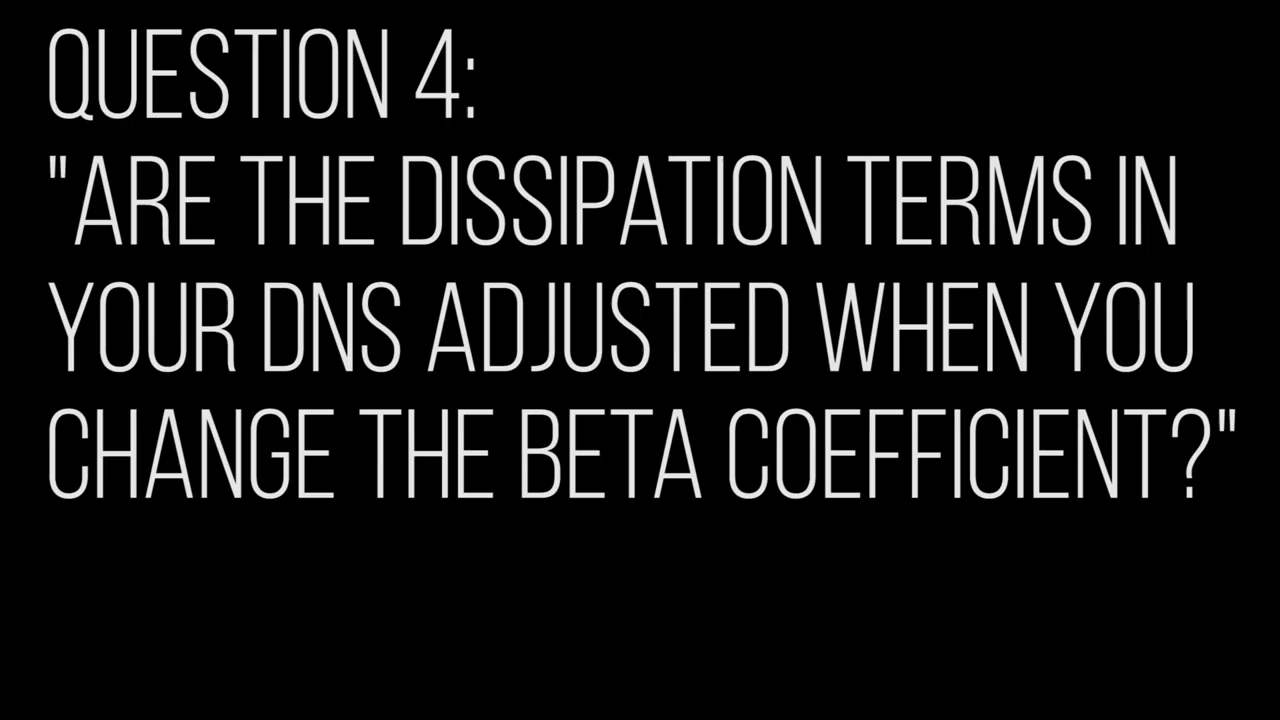 QUESTION 4:
"ARE THE DISSIPATION TERMS IN
YOUR DNS ADJUSTED WHEN YOU
CHANGE THE BETA COEFFICIENT?"